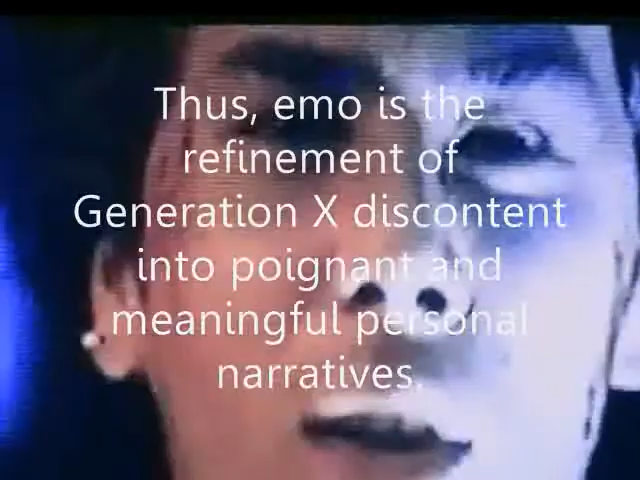 Thus, emo is the
refinement of
Generation X discontent
into poignant and
meaningful personal
narratives.